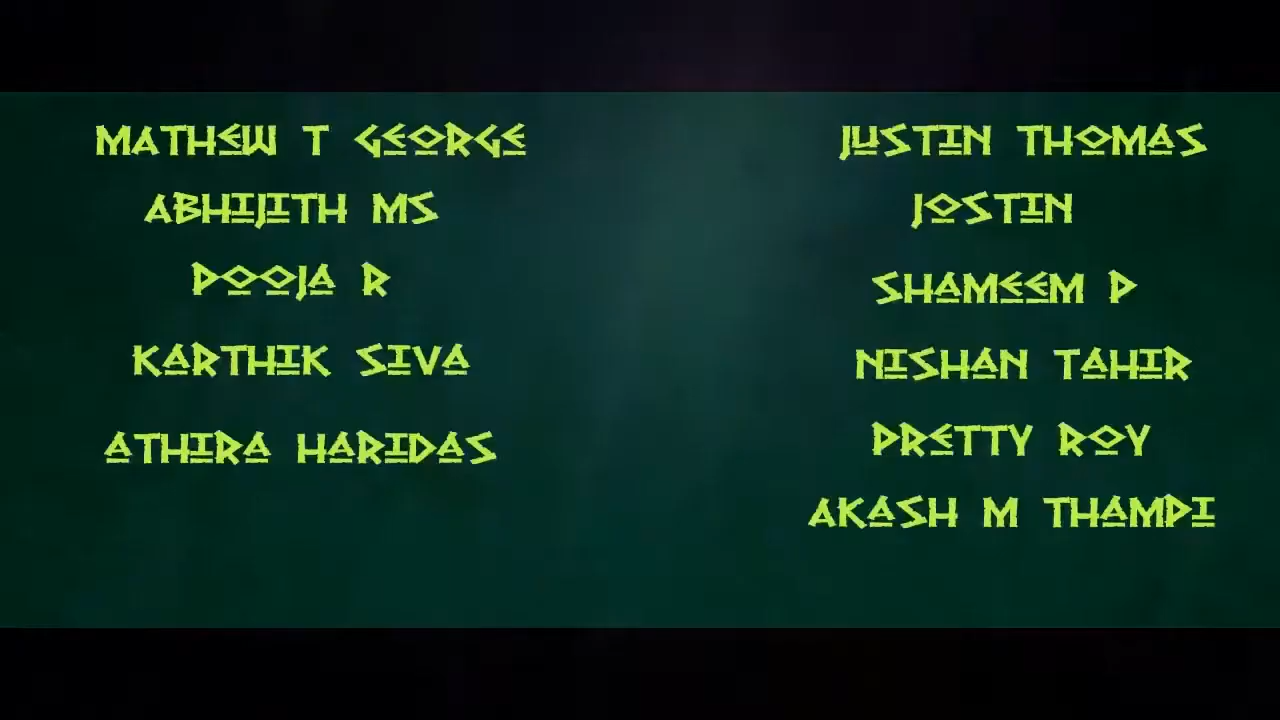 MATHEW T GEORGE
ABHIJITH MS
POOJA R
KARTHIK SIVA
ATHIRA HARIDAS
JUSTIN THOMAS
JOSTIN
SHAMEEM P
NISHAN TAHIR
PRETTY ROY
AKASH M THAMPI